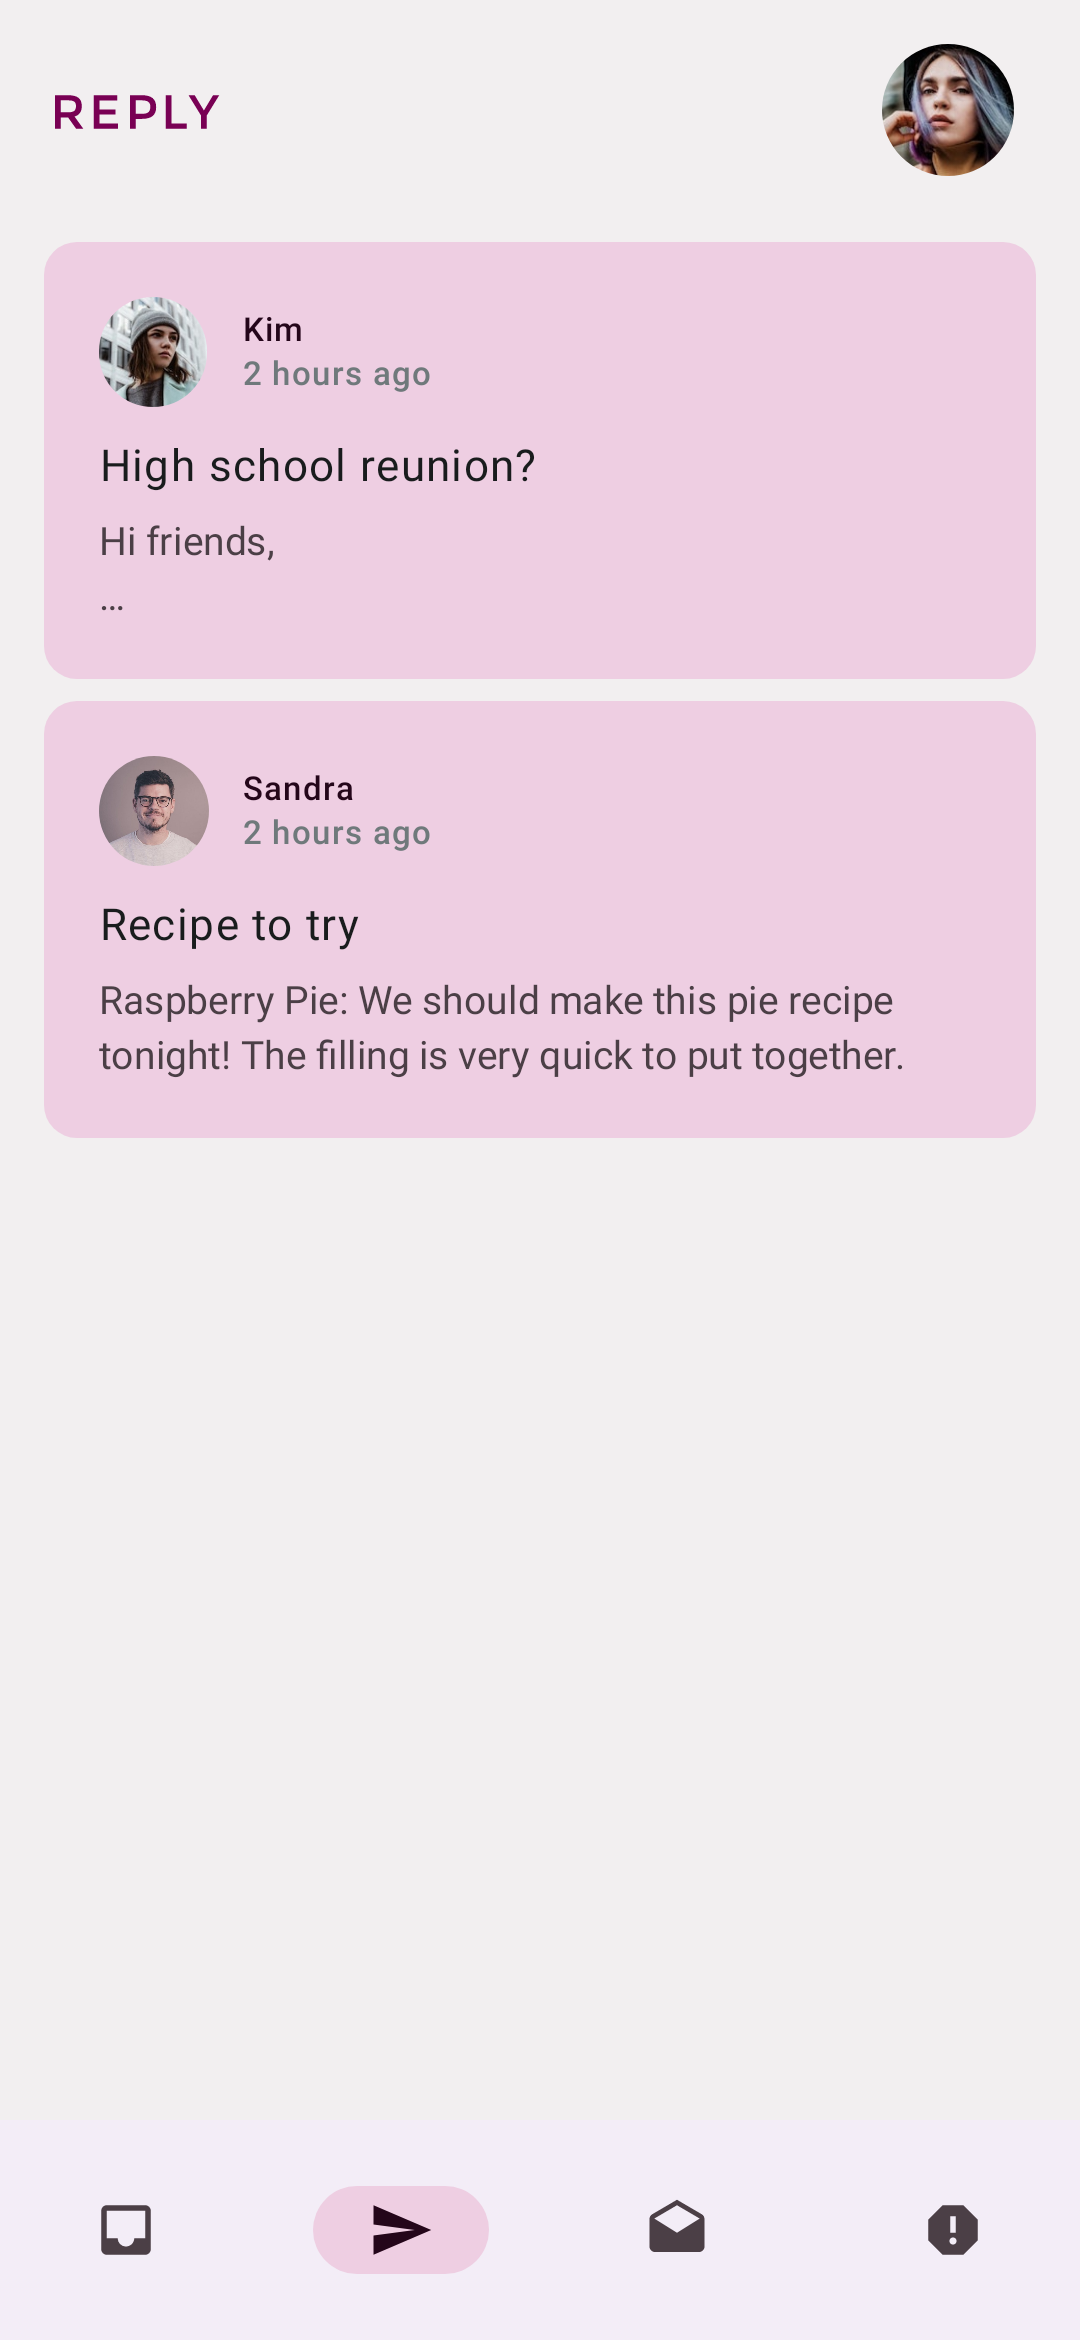 REPLY
Kim
2 hours ago
High school reunion?
Hi friends,
…
Sandra
2 hours ago
Recipe to try
Raspberry Pie: We should make this pie recipe
tonight! The filling is very quick to put together.